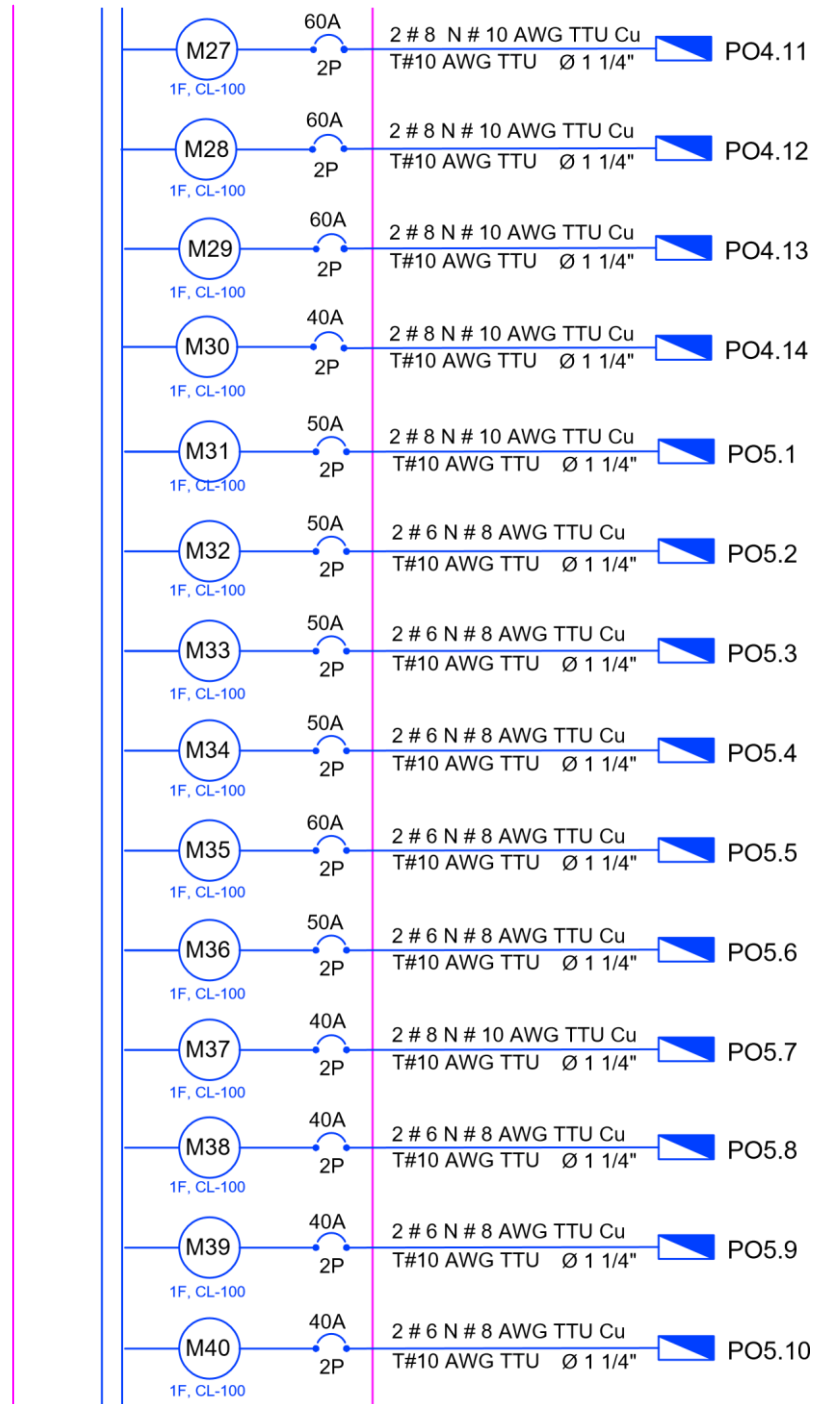 60A
2 # 8 N # 10 AWG TTU Cu
M27
PO4.11
2P
T#10 AWG TTU Ø 1 1/4"
1F, CL-100
60A
2 # 8 N # 10 AWG TTU Cu
M28
PO4.12
2P
T#10 AWG TTU Ø 1 1/4"
1F, CL-100
60A
2 # 8 N # 10 AWG TTU Cu
M29
PO4.13
2P
T#10 AWG TTU Ø 1 1/4"
1F, CL-100
40A
2 # 8 N # 10 AWG TTU Cu
M30
PO4.14
2P
T#10 AWG TTU Ø 1 1/4"
1F, CL-100
50A
2 # 8 N # 10 AWG TTU Cu
M31
PO5.1
2P
T#10 AWG TTU Ø 1 1/4"
1F, CL-100
50A
2 # 6 N # 8 AWG TTU Cu
M32
PO5.2
2P
T#10 AWG TTU Ø 1 1/4"
1F, CL-100
50A
2 # 6 N # 8 AWG TTU Cu
M33
PO5.3
2P
T#10 AWG TTU Ø 1 1/4"
1F, CL-100
50A
2 # 6 N # 8 AWG TTU Cu
M34
PO5.4
2P
T#10 AWG TTU Ø 1 1/4"
1F, CL-100
60A
2 # 6 N # 8 AWG TTU Cu
M35
PO5.5
2P
T#10 AWG TTU Ø 1 1/4"
1F, CL-100
50A
2 # 6 N # 8 AWG TTU Cu
M36
PO5.6
2P
T#10 AWG TTU Ø 1 1/4"
1F, CL-100
40A
2 # 8 N # 10 AWG TTU Cu
M37
PO5.7
2P
T#10 AWG TTU Ø 1 1/4"
1F, CL-100
40A
2 # 6 N # 8 AWG TTU Cu
M38
PO5.8
2P
T#10 AWG TTU Ø 1 1/4"
1F, CL-100
40A
2 # 6 N # 8 AWG TTU Cu
M39
PO5.9
2P
T#10 AWG TTU Ø 1 1/4"
1F, CL-100
40A
2 # 6 N # 8 AWG TTU Cu
M40
PO5.10
2P
T#10 AWG TTU Ø 1 1/4"
1F, CL-100